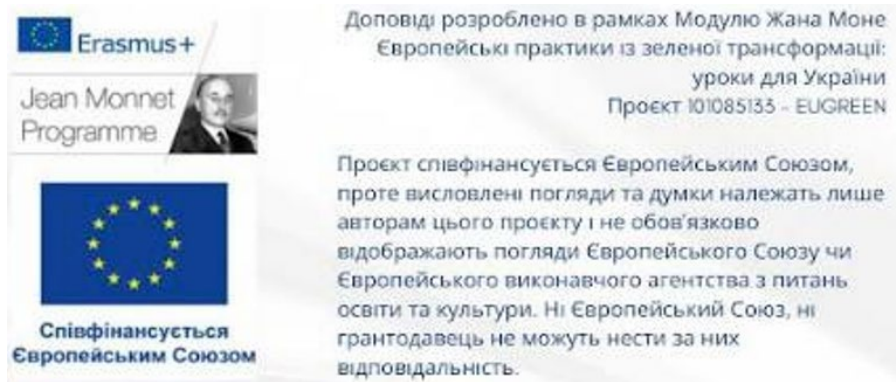 Erasmus+
Jean Monnet
Programme
Співфінансується
Європейським Союзом
Доповіді розроблено в рамках Модулю Жана Моне
Європейські практики із зеленої трансформації:
уроки для України
Проєкт 101085133 - EUGREEN
Проєкт співфінансується Європейським Союзом,
проте висловлені погляди та думки належать лише
авторам цього проєкту і не обов'язково
відображають погляди Європейського Союзу чи
Європейського виконавчого агентства з питань
освіти та культури. Ні Європейський Союз, ні
грантодавець не можуть нести за них
відповідальність.